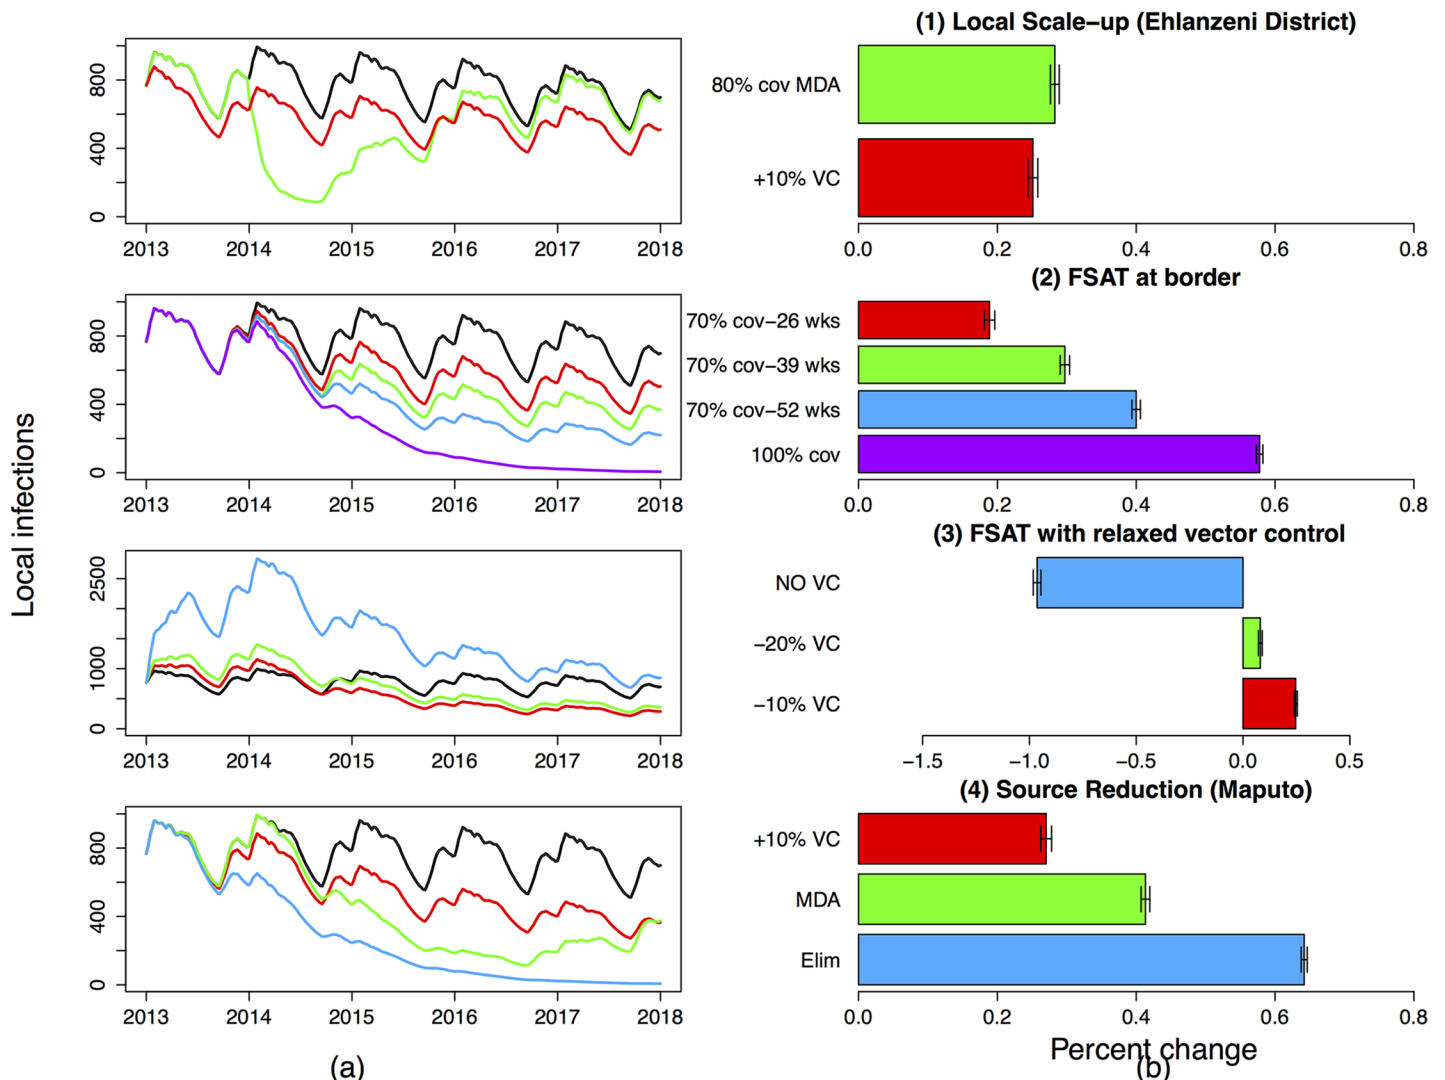 Local infections
800
400
0
2013 2014 2015 2016 2017 2018
(1) Local Scale-up (Ehlanzeni District)
80% cov MDA
+10% VC
0.0 0.2 0.4 0.6 0.8
800
400
0
2013 2014 2015 2016 2017 2018
(2) FSAT at border
70% cov-26 wks
70% cov-39 wks
70% cov-52 wks
100% cov
0.0 0.2 0.4 0.6 0.8
2500
1000
0
2013 2014 2015 2016 2017 2018
(3) FSAT with relaxed vector control
NO VC
-20% VC
-10% VC
-1.5 -1.0 -0.5 0.0 0.5
800
400
0
2013 2014 2015 2016 2017 2018
(a)
(4) Source Reduction (Maputo)
+10% VC
MDA
Elim
0.0 0.2 0.4 0.6 0.8
Percent change
(b)